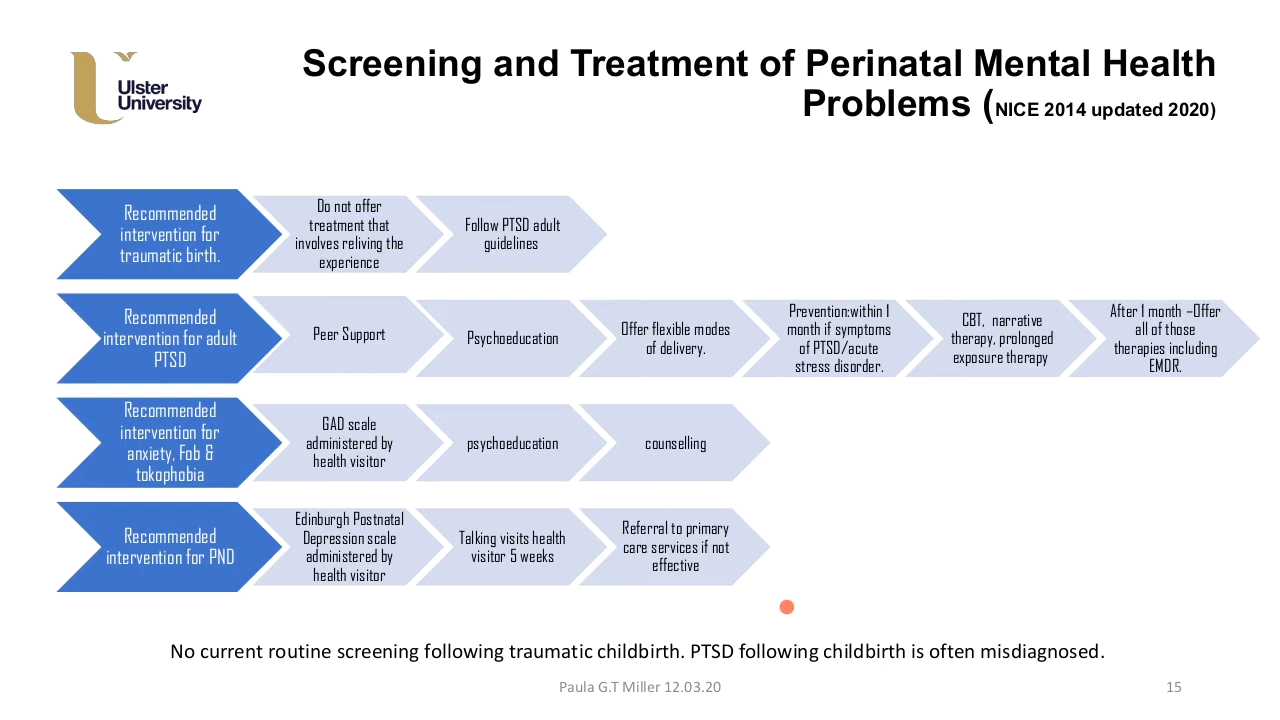 Ulster
University
Screening and Treatment of Perinatal Mental Health
Problems (NICE 2014 updated 2020)
Recommended
intervention for
traumatic birth.
Do not offer
treatment that
involves reliving the
experience
Follow PTSD adult
guidelines
Recommended
intervention for adult
PTSD
Peer Support
Psychoeducation
Offer flexible modes
of delivery.
Prevention:within 1
month if symptoms
of PTSD/acute
stress disorder.
CBT, narrative
therapy, prolonged
exposure therapy
After 1 month –Offer
all of those
therapies including
EMDR.
Recommended
intervention for
anxiety, Fob &
tokophobia
GAD scale
administered by
health visitor
psychoeducation
counselling
Recommended
intervention for PND
Edinburgh Postnatal
Depression scale
administered by
health visitor
Talking visits health
visitor 5 weeks
Referral to primary
care services if not
effective
No current routine screening following traumatic childbirth. PTSD following childbirth is often misdiagnosed.
Paula G.T Miller 12.03.20
15